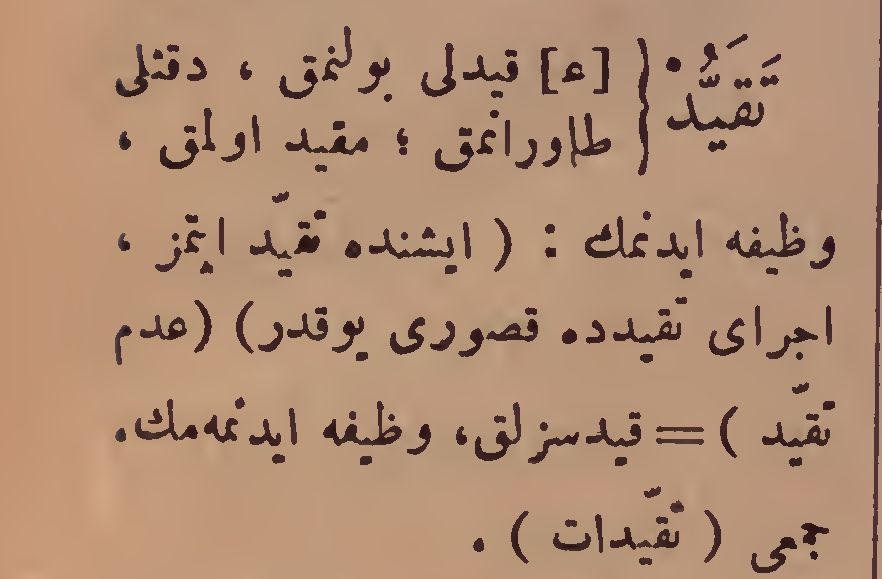 تَقَيُّدْ { [ع] قیدلی بولنمق ، دقتلی
طاورانمق ؛ مقید اولمق ،
وظیفه ایدنمك : ( ایشنده تقیّد ایتمز ،
اجرای تقیدده قصوری یوقدر) (عدم
تقیّد ) = قیدسزلق، وظیفه ایدنمه‌مك.
جمعی ( تقیّدات ) .